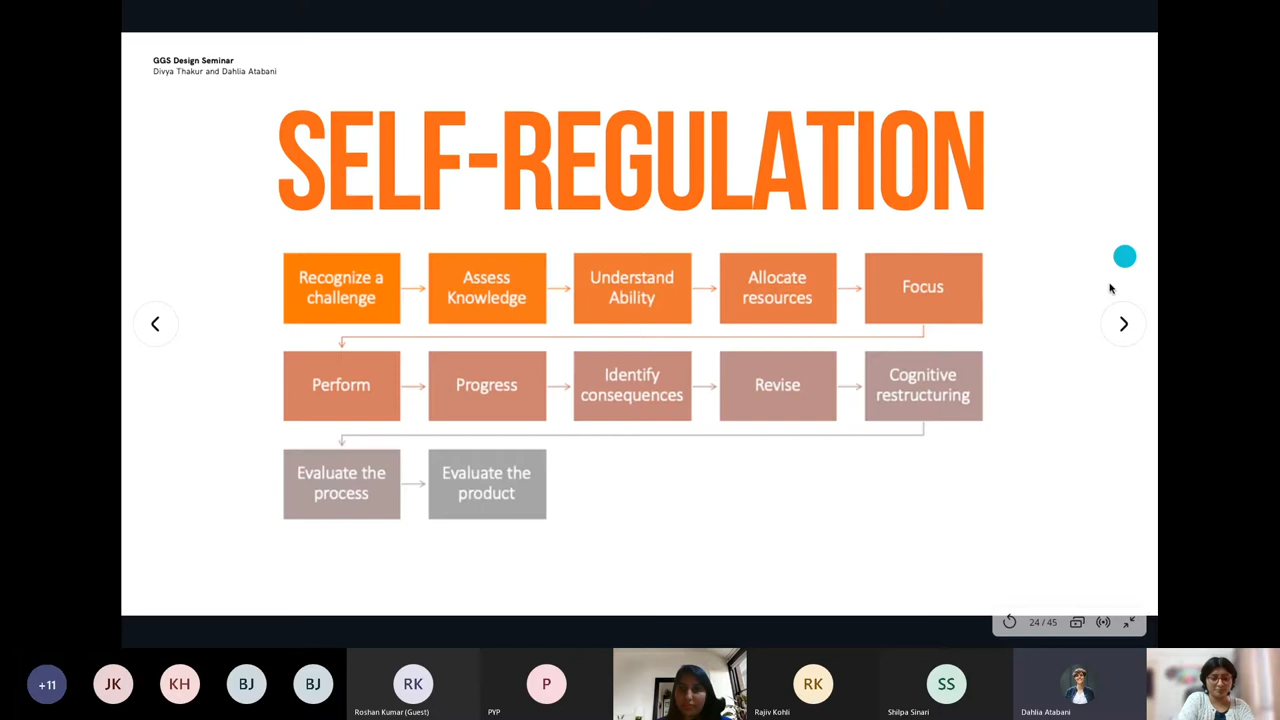 GGS Design Seminar
Divya Thakur and Dahlia Atabani
SELF-REGULATION
Recognize a
challenge
Assess
Knowledge
Understand
Ability
Allocate
resources
Focus
Perform
Progress
Identify
consequences
Revise
Cognitive
restructuring
Evaluate the
process
Evaluate the
product
24 / 45
+11
JK
KH
BJ
BJ
RK
Roshan Kumar (Guest)
P
PYP
RK
Rajiv Kohli
SS
Shilpa Sinari
Dahlia Atabani